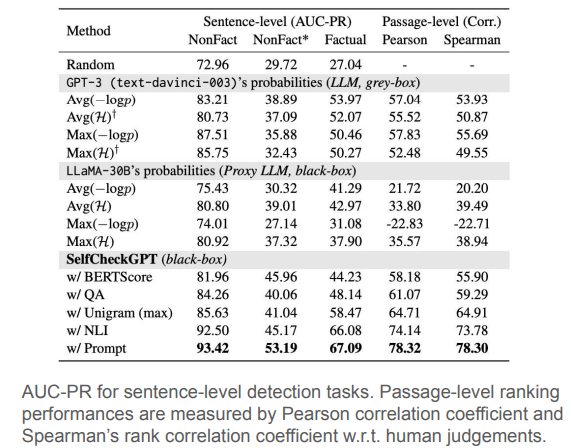 Method Sentence-level (AUC-PR) Passage-level (Corr.)
NonFact NonFact* Factual Pearson Spearman
Random 72.96 29.72 27.04 - -
GPT-3 (text-davinci-003)'s probabilities (LLM, grey-box)
Avg(−logp) 83.21 38.89 53.97 57.04 53.93
Avg(ℋ)† 80.73 37.09 52.07 55.52 50.87
Max(−logp) 87.51 35.88 50.46 57.83 55.69
Max(ℋ)† 85.75 32.43 50.27 52.48 49.55
LLaMA-30B's probabilities (Proxy LLM, black-box)
Avg(−logp) 75.43 30.32 41.29 21.72 20.20
Avg(ℋ) 80.80 39.01 42.97 33.80 39.49
Max(−logp) 74.01 27.14 31.08 -22.83 -22.71
Max(ℋ) 80.92 37.32 37.90 35.57 38.94
SelfCheckGPT (black-box)
w/ BERTScore 81.96 45.96 44.23 58.18 55.90
w/ QA 84.26 40.06 48.14 61.07 59.29
w/ Unigram (max) 85.63 41.04 58.47 64.71 64.91
w/ NLI 92.50 45.17 66.08 74.14 73.78
w/ Prompt 93.42 53.19 67.09 78.32 78.30
AUC-PR for sentence-level detection tasks. Passage-level ranking
performances are measured by Pearson correlation coefficient and
Spearman's rank correlation coefficient w.r.t. human judgements.